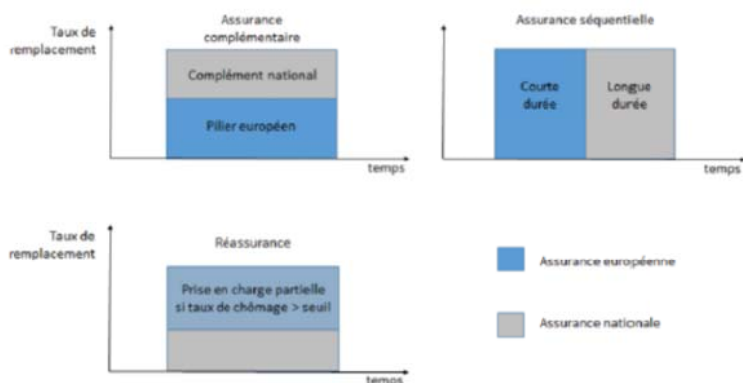 Taux de
remplacement
Assurance
complémentaire
Complément national
Pilier européen
temps
Assurance séquentielle
Courte
durée
Longue
durée
temps
Taux de
remplacement
Réassurance
Prise en charge partielle
si taux de chômage > seuil
temps
Assurance européenne
Assurance nationale